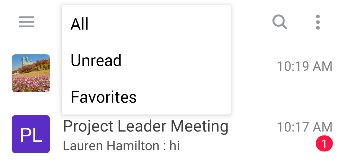 All
Unread
10:19 AM
Favorites
PL
Project Leader Meeting
10:17 AM
Lauren Hamilton : hi
1